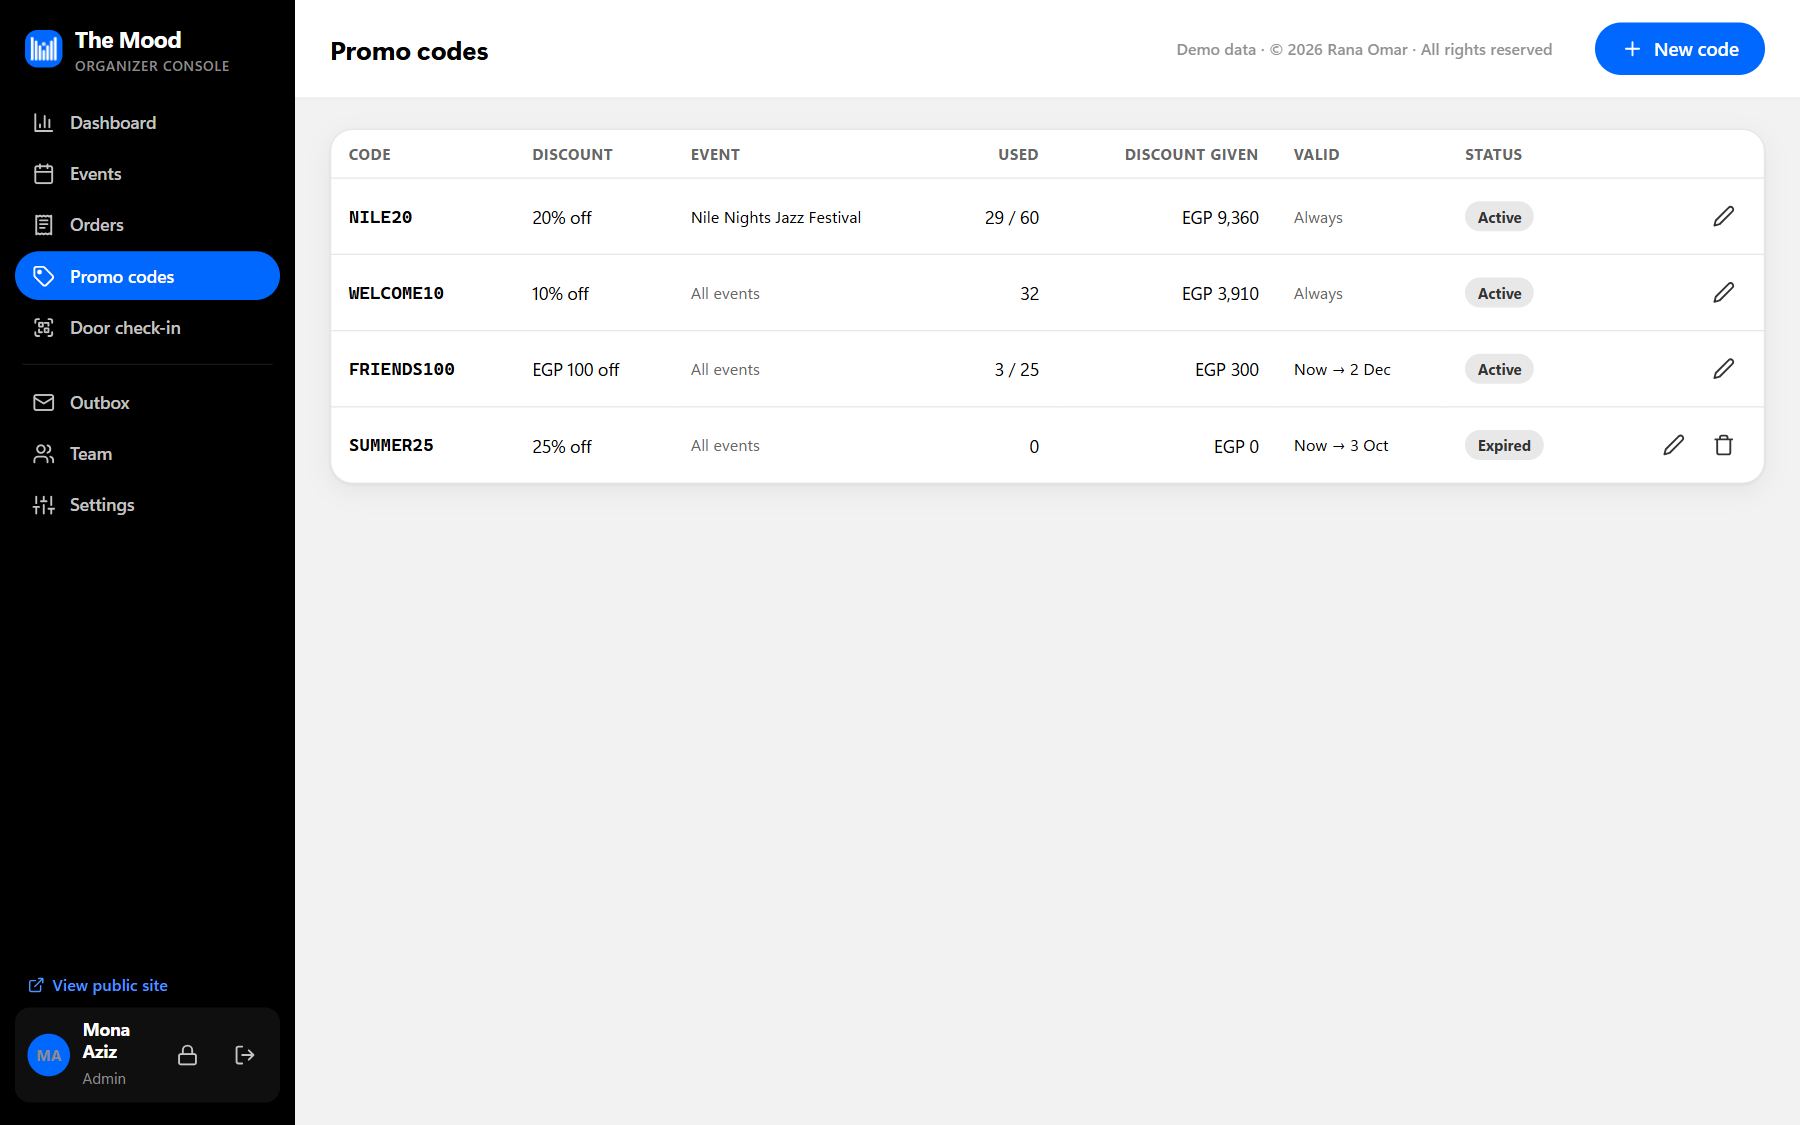 The Mood
ORGANIZER CONSOLE
Dashboard
Events
Orders
Promo codes
Door check-in
Outbox
Team
Settings
View public site
MA
Mona
Aziz
Admin
Promo codes
Demo data · © 2026 Rana Omar · All rights reserved
New code
CODE DISCOUNT EVENT USED DISCOUNT GIVEN VALID STATUS
NILE20 20% off Nile Nights Jazz Festival 29 / 60 EGP 9,360 Always Active
WELCOME10 10% off All events 32 EGP 3,910 Always Active
FRIENDS100 EGP 100 off All events 3 / 25 EGP 300 Now → 2 Dec Active
SUMMER25 25% off All events 0 EGP 0 Now → 3 Oct Expired